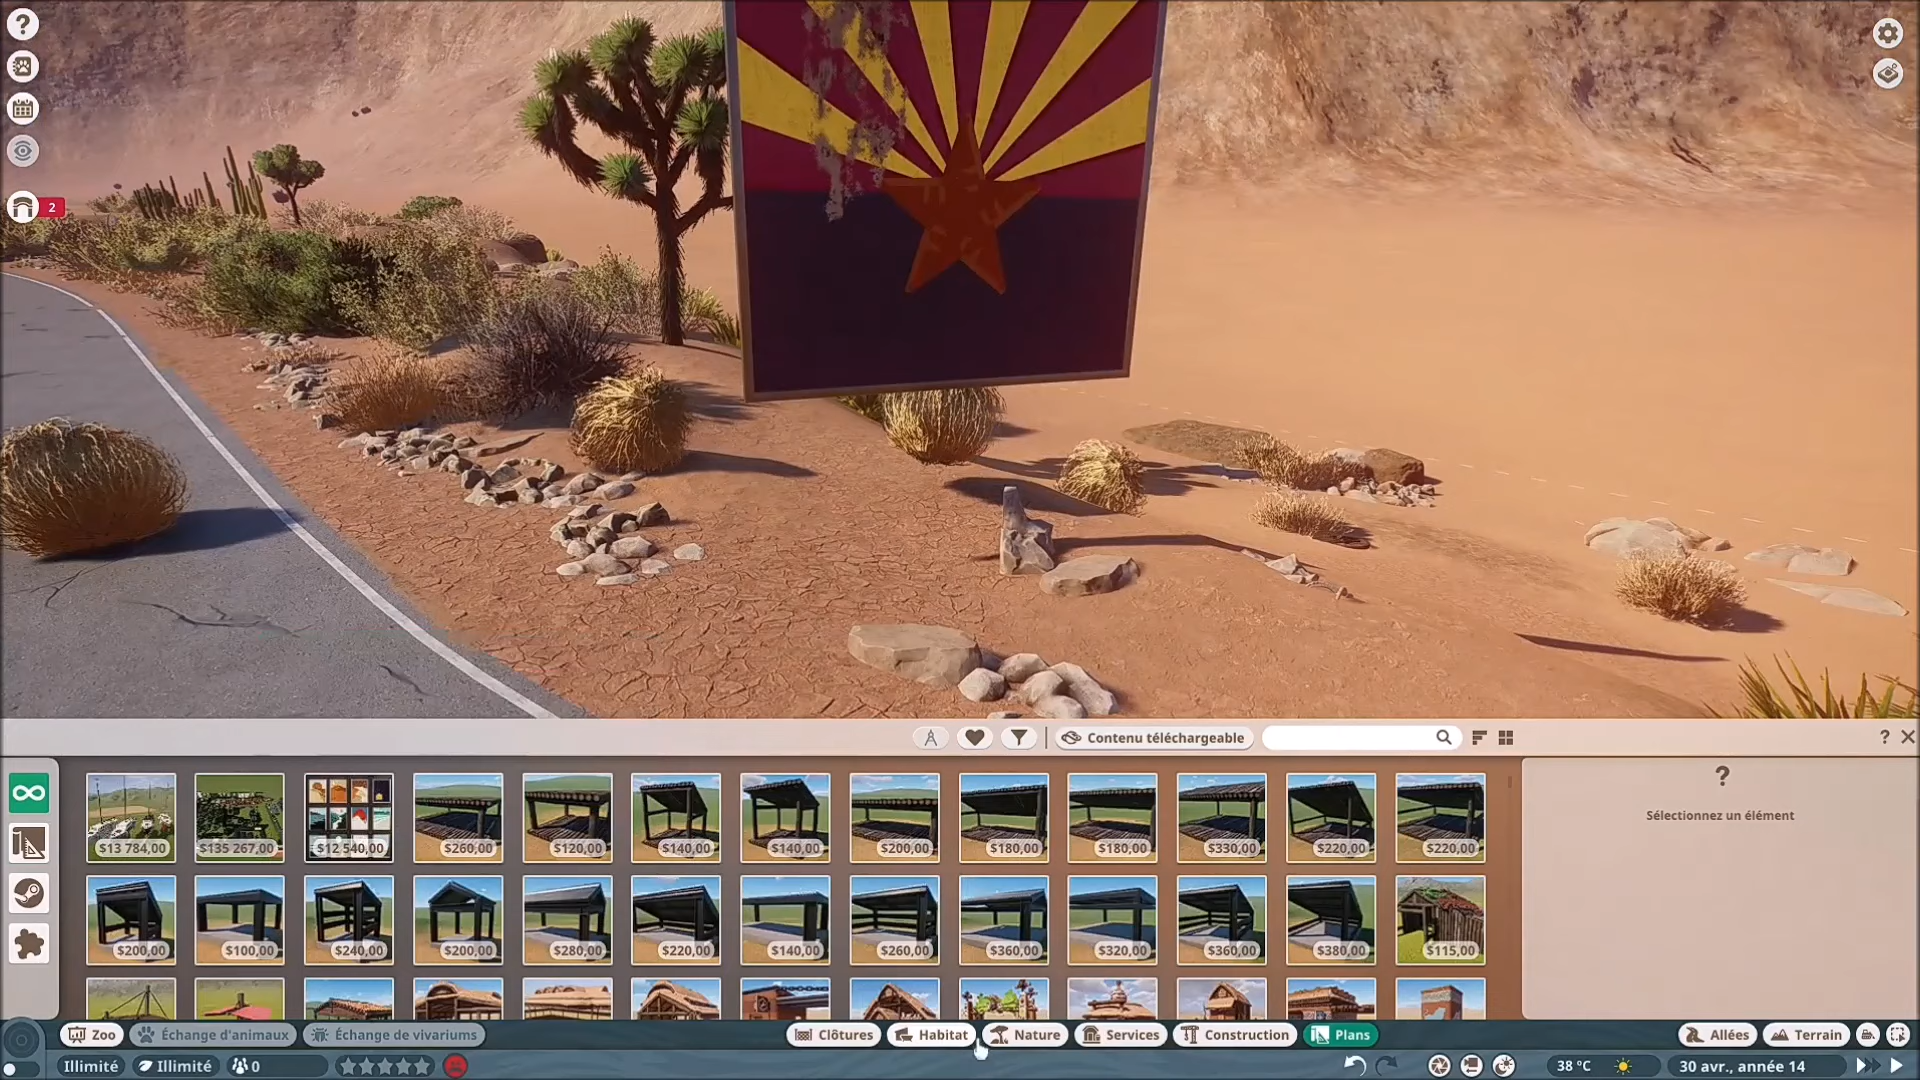 2
Contenu téléchargeable
?
Sélectionnez un élément
$13 784,00 $135 267,00 $12 540,00 $260,00 $120,00 $140,00 $140,00 $200,00 $180,00 $180,00 $330,00 $220,00 $220,00
$200,00 $100,00 $240,00 $200,00 $280,00 $220,00 $140,00 $260,00 $360,00 $320,00 $360,00 $380,00 $115,00
Zoo Échange d'animaux Échange de vivariums Clôtures Habitat Nature Services Construction Plans Allées Terrain
Illimité Illimité 0 38 °C 30 avr., année 14